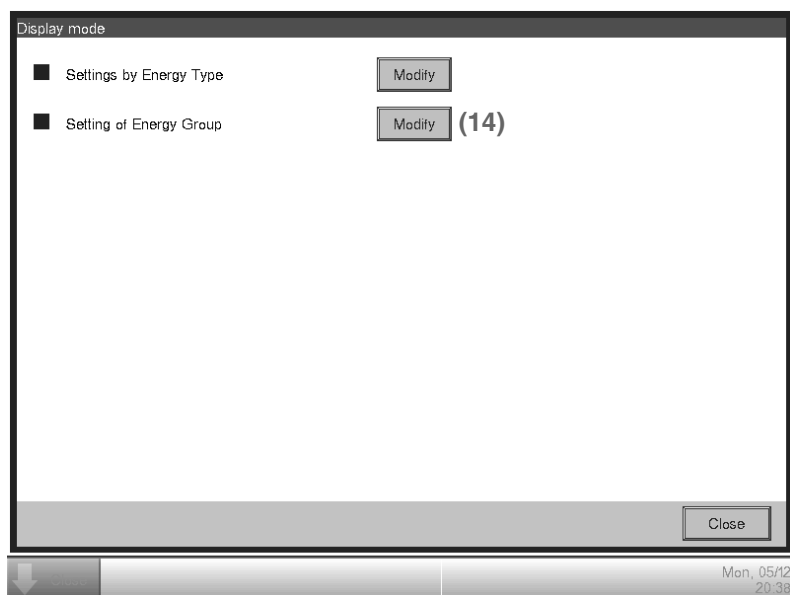 Display mode
Settings by Energy Type Modify
Setting of Energy Group Modify (14)
Close
Close
Mon, 05/12
20:38